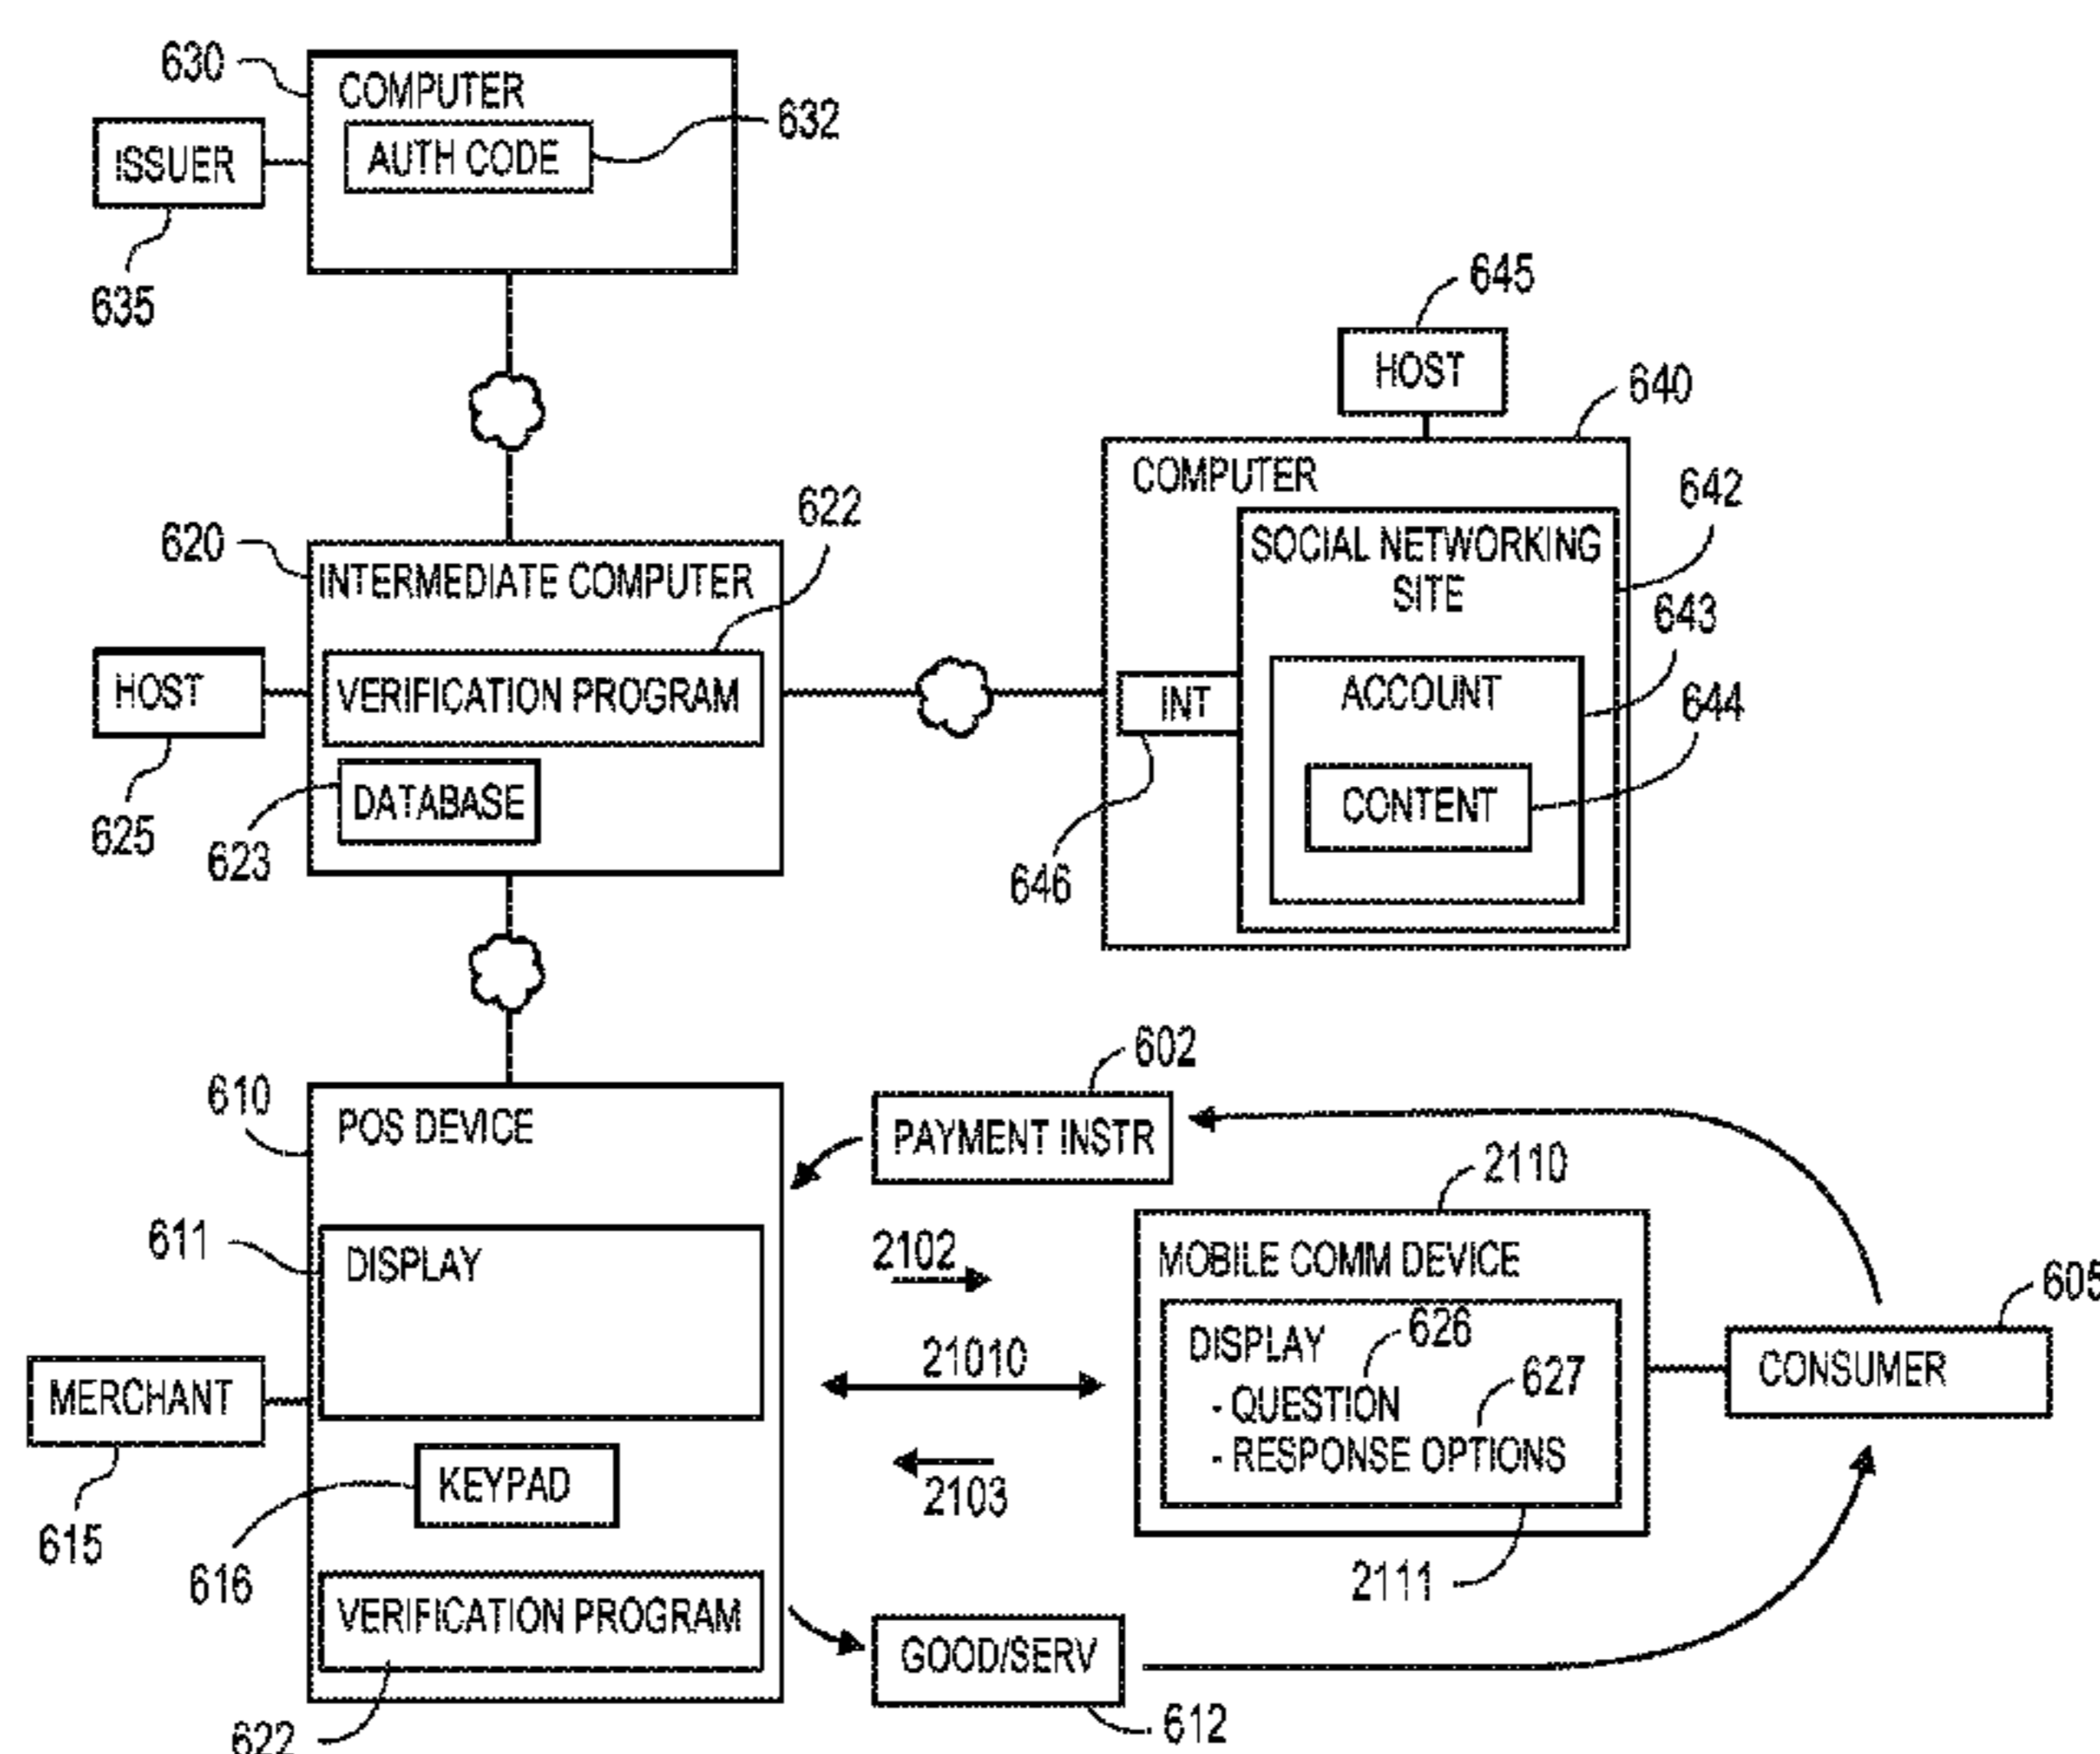 630
COMPUTER
632
AUTH CODE
ISSUER
635
645
HOST
640
COMPUTER
642
SOCIAL NETWORKING
SITE
643
ACCOUNT
644
INT
CONTENT
646
622
620
INTERMEDIATE COMPUTER
VERIFICATION PROGRAM
HOST
DATABASE
625
623
602
610
POS DEVICE
PAYMENT INSTR
2110
611
DISPLAY
2102
MOBILE COMM DEVICE
605
DISPLAY
626
21010
627
CONSUMER
- QUESTION
MERCHANT
- RESPONSE OPTIONS
KEYPAD
2103
615
616
2111
VERIFICATION PROGRAM
GOOD/SERV
622
612